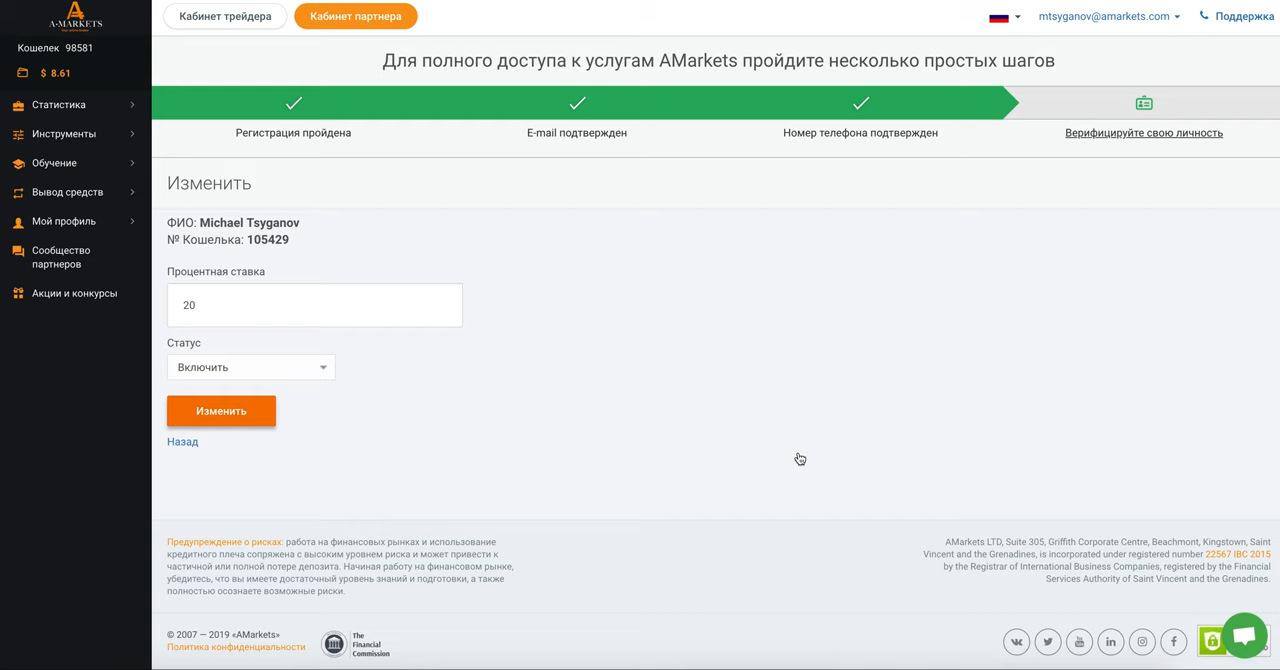 A-MARKETS
Кошелек 98581
$ 8.61
Статистика
Инструменты
Обучение
Вывод средств
Мой профиль
Сообщество
партнеров
Акции и конкурсы
Кабинет трейдера
Кабинет партнера
mtsyganov@amarkets.com
Поддержка
Для полного доступа к услугам AMarkets пройдите несколько простых шагов
Регистрация пройдена
E-mail подтвержден
Номер телефона подтвержден
Верифицируйте свою личность
Изменить
ФИО: Michael Tsyganov
№ Кошелька: 105429
Процентная ставка
20
Статус
Включить
Изменить
Назад
Предупреждение о рисках: работа на финансовых рынках и использование
кредитного плеча сопряжена с высоким уровнем риска и может привести к
частичной или полной потере депозита. Начиная работу на финансовом рынке,
убедитесь, что вы имеете достаточный уровень знаний и подготовки, а также
полностью осознаете возможные риски.
AMarkets LTD, Suite 305, Griffith Corporate Centre, Beachmont, Kingstown, Saint
Vincent and the Grenadines, is incorporated under registered number 22567 IBC 2015
by the Registrar of International Business Companies, registered by the Financial
Services Authority of Saint Vincent and the Grenadines.
© 2007 — 2019 «AMarkets»
Политика конфиденциальности
The
Financial
Commission